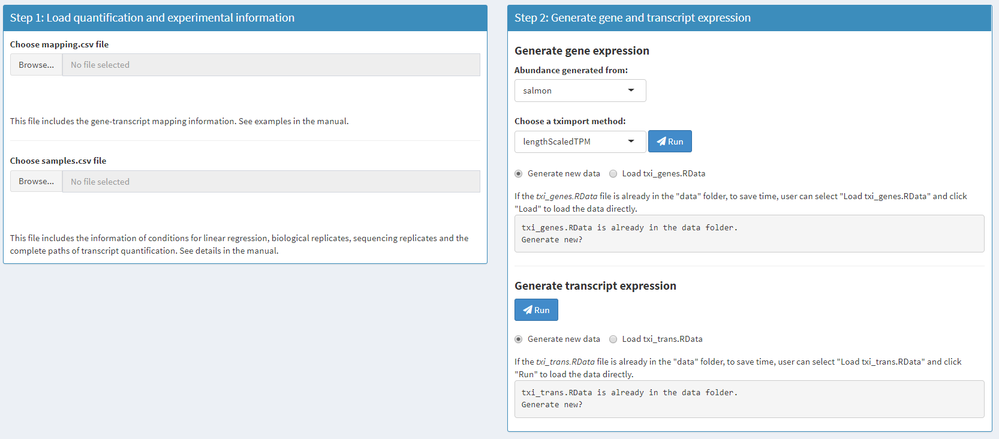 Step 1: Load quantification and experimental information
Choose mapping.csv file
Browse... No file selected
This file includes the gene-transcript mapping information. See examples in the manual.
Choose samples.csv file
Browse... No file selected
This file includes the information of conditions for linear regression, biological replicates, sequencing replicates and the
complete paths of transcript quantification. See details in the manual.
Step 2: Generate gene and transcript expression
Generate gene expression
Abundance generated from:
salmon
Choose a tximport method:
lengthScaledTPM Run
Generate new data Load txi_genes.RData
If the txi_genes.RData file is already in the "data" folder, to save time, user can select "Load txi_genes.RData" and click
"Load" to load the data directly.
txi_genes.RData is already in the data folder.
Generate new?
Generate transcript expression
Run
Generate new data Load txi_trans.RData
If the txi_trans.RData file is already in the "data" folder, to save time, user can select "Load txi_trans.RData" and click
"Run" to load the data directly.
txi_trans.RData is already in the data folder.
Generate new?